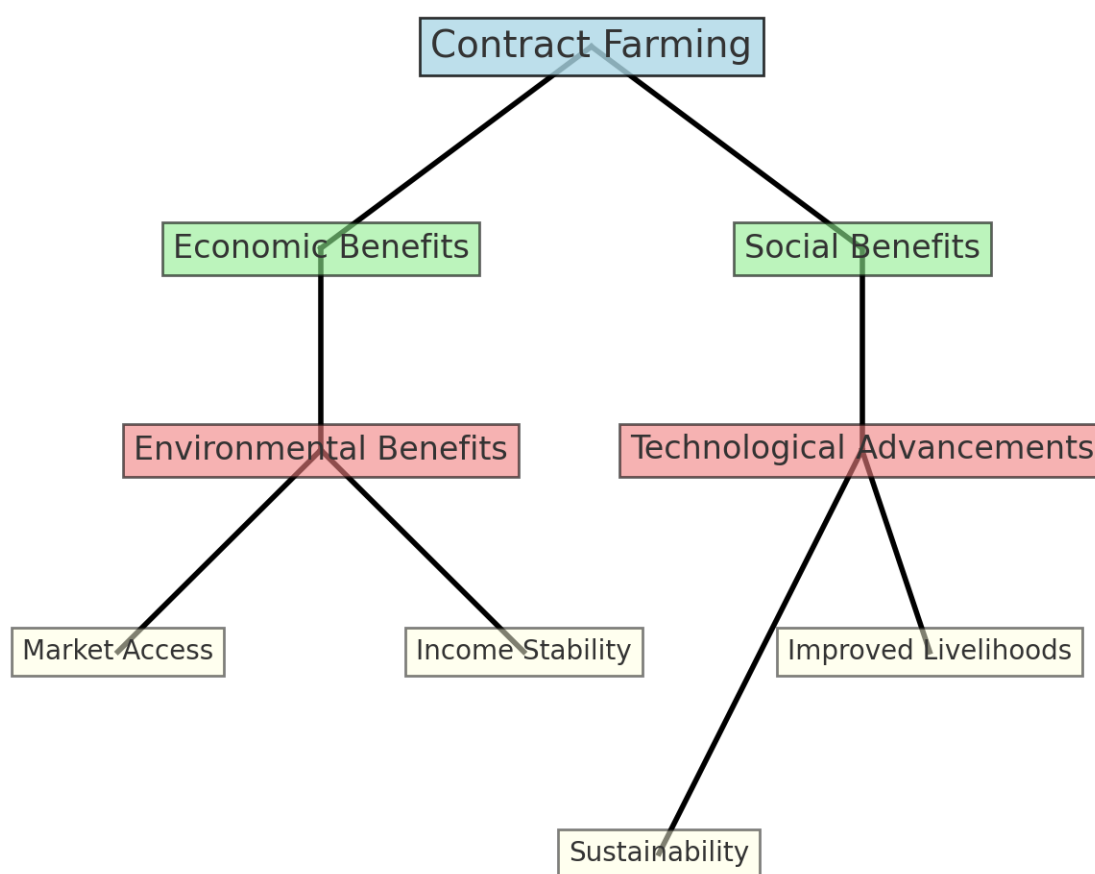 Contract Farming
Economic Benefits
Social Benefits
Environmental Benefits
Technological Advancements
Market Access
Income Stability
Improved Livelihoods
Sustainability